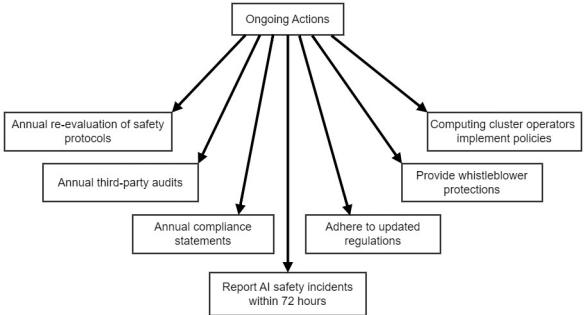 Ongoing Actions
Annual re-evaluation of safety
protocols
Computing cluster operators
implement policies
Annual third-party audits
Provide whistleblower
protections
Annual compliance
statements
Adhere to updated
regulations
Report AI safety incidents
within 72 hours